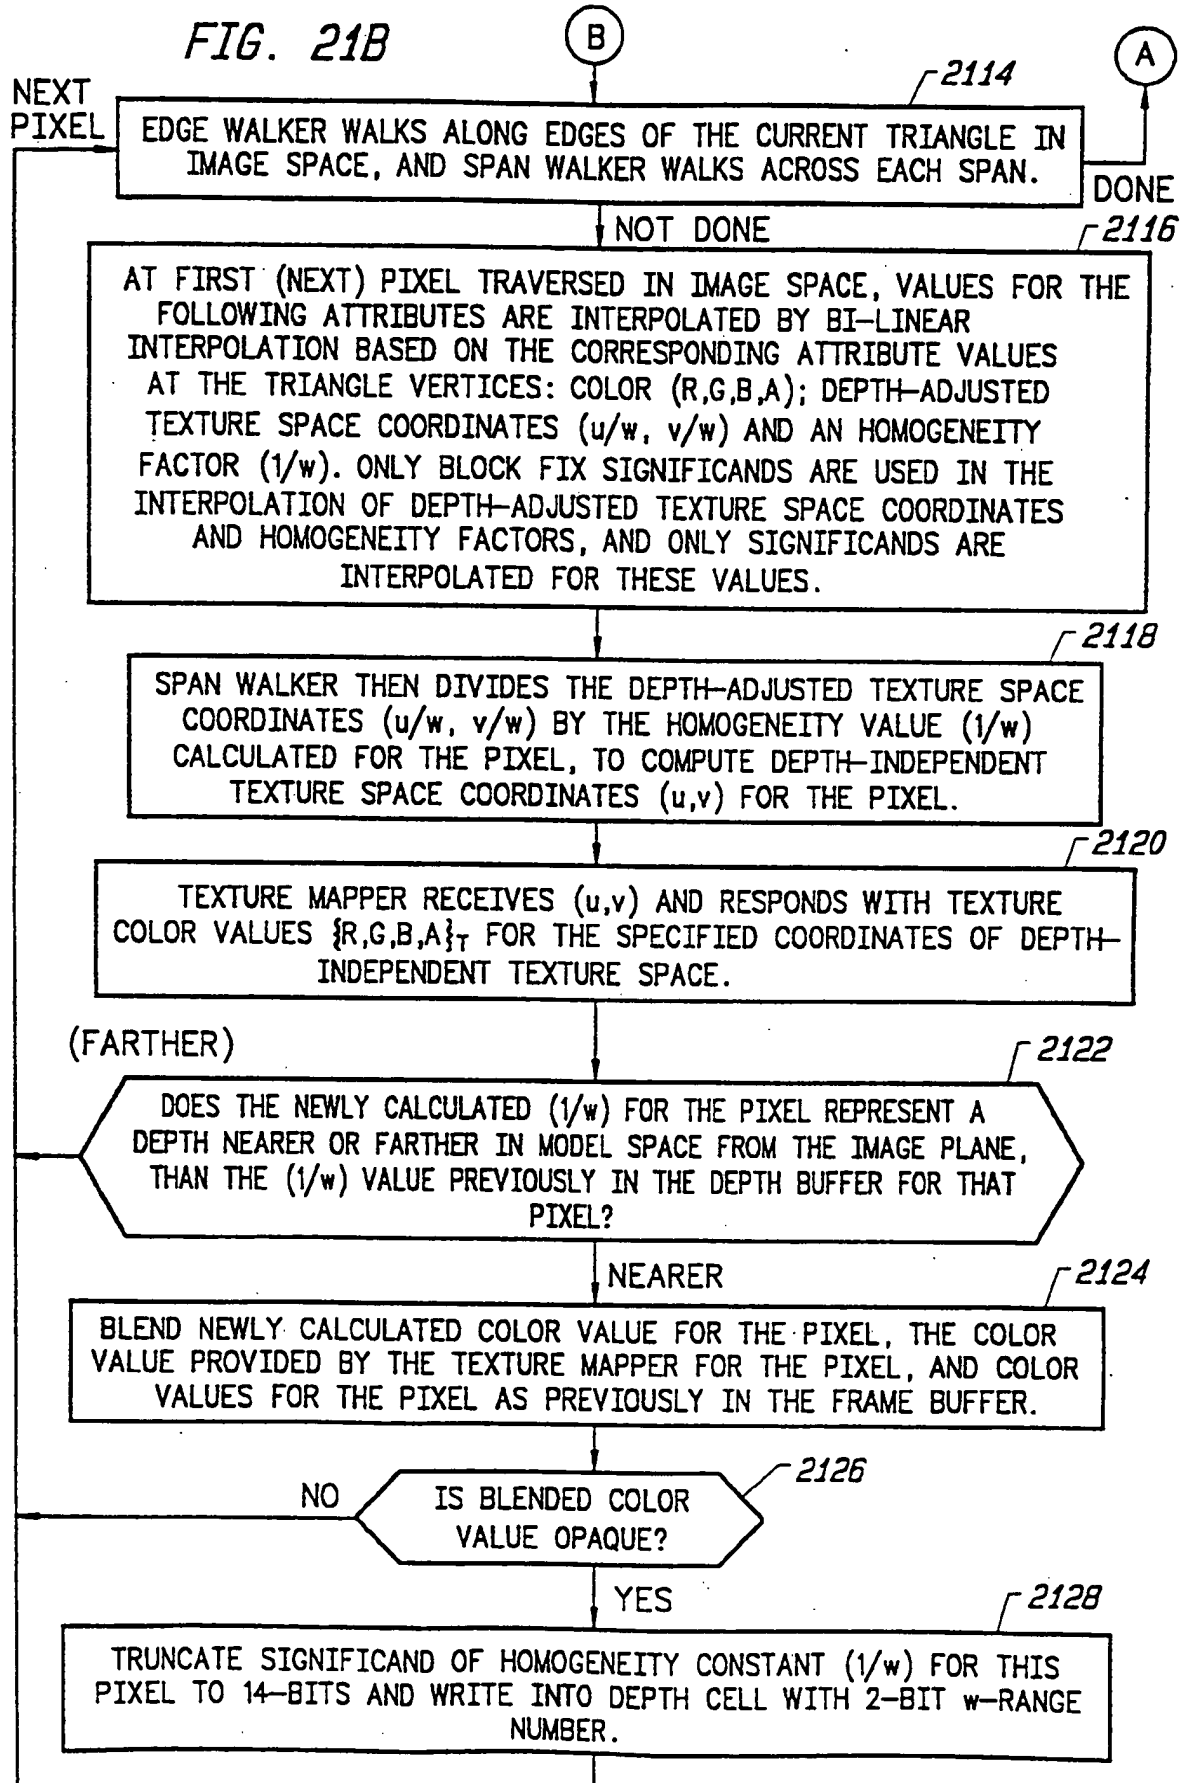 FIG. 21B
B
A
NEXT
PIXEL
2114
EDGE WALKER WALKS ALONG EDGES OF THE CURRENT TRIANGLE IN
IMAGE SPACE, AND SPAN WALKER WALKS ACROSS EACH SPAN.
DONE
NOT DONE
2116
AT FIRST (NEXT) PIXEL TRAVERSED IN IMAGE SPACE, VALUES FOR THE
FOLLOWING ATTRIBUTES ARE INTERPOLATED BY BI-LINEAR
INTERPOLATION BASED ON THE CORRESPONDING ATTRIBUTE VALUES
AT THE TRIANGLE VERTICES: COLOR (R,G,B,A); DEPTH-ADJUSTED
TEXTURE SPACE COORDINATES (u/w, v/w) AND AN HOMOGENEITY
FACTOR (1/w). ONLY BLOCK FIX SIGNIFICANDS ARE USED IN THE
INTERPOLATION OF DEPTH-ADJUSTED TEXTURE SPACE COORDINATES
AND HOMOGENEITY FACTORS, AND ONLY SIGNIFICANDS ARE
INTERPOLATED FOR THESE VALUES.
2118
SPAN WALKER THEN DIVIDES THE DEPTH-ADJUSTED TEXTURE SPACE
COORDINATES (u/w, v/w) BY THE HOMOGENEITY VALUE (1/w)
CALCULATED FOR THE PIXEL, TO COMPUTE DEPTH-INDEPENDENT
TEXTURE SPACE COORDINATES (u,v) FOR THE PIXEL.
2120
TEXTURE MAPPER RECEIVES (u,v) AND RESPONDS WITH TEXTURE
COLOR VALUES {R,G,B,A}T FOR THE SPECIFIED COORDINATES OF DEPTH-
INDEPENDENT TEXTURE SPACE.
(FARTHER)
2122
DOES THE NEWLY CALCULATED (1/w) FOR THE PIXEL REPRESENT A
DEPTH NEARER OR FARTHER IN MODEL SPACE FROM THE IMAGE PLANE,
THAN THE (1/w) VALUE PREVIOUSLY IN THE DEPTH BUFFER FOR THAT
PIXEL?
NEARER
2124
BLEND NEWLY CALCULATED COLOR VALUE FOR THE PIXEL, THE COLOR
VALUE PROVIDED BY THE TEXTURE MAPPER FOR THE PIXEL, AND COLOR
VALUES FOR THE PIXEL AS PREVIOUSLY IN THE FRAME BUFFER.
2126
NO
IS BLENDED COLOR
VALUE OPAQUE?
YES
2128
TRUNCATE SIGNIFICAND OF HOMOGENEITY CONSTANT (1/w) FOR THIS
PIXEL TO 14-BITS AND WRITE INTO DEPTH CELL WITH 2-BIT w-RANGE
NUMBER.